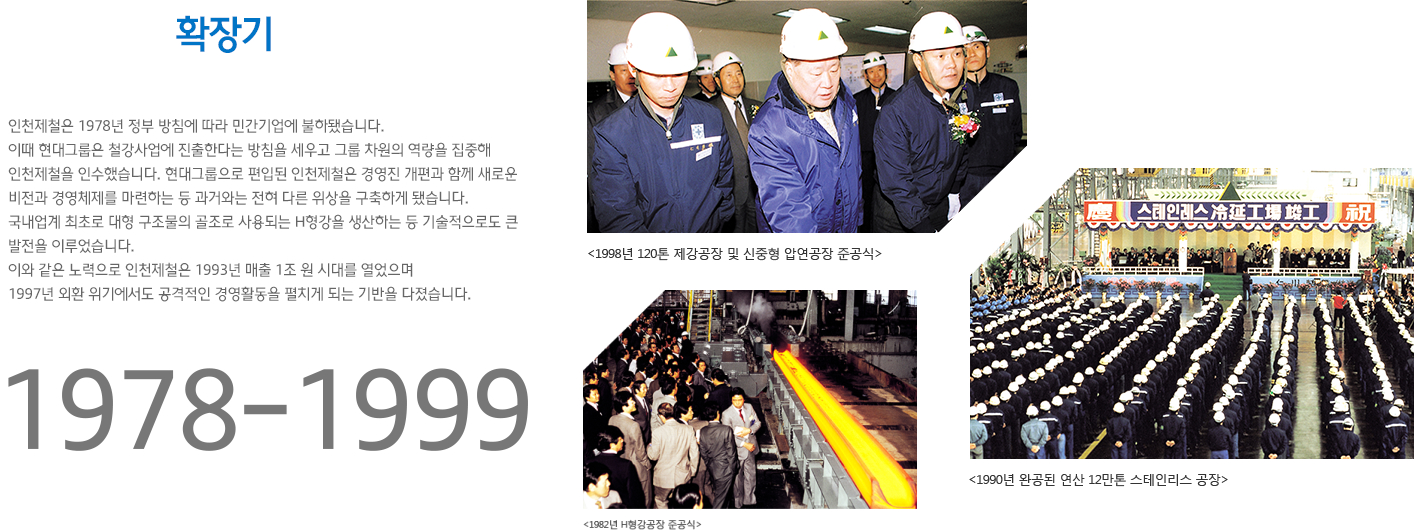 확장기
인천제철은 1978년 정부 방침에 따라 민간기업에 불하됐습니다.
이때 현대그룹은 철강사업에 진출한다는 방침을 세우고 그룹 차원의 역량을 집중해
인천제철을 인수했습니다. 현대그룹으로 편입된 인천제철은 경영진 개편과 함께 새로운
비전과 경영체제를 마련하는 등 과거와는 전혀 다른 위상을 구축하게 됐습니다.
국내업계 최초로 대형 구조물의 골조로 사용되는 H형강을 생산하는 등 기술적으로도 큰
발전을 이루었습니다.
이와 같은 노력으로 인천제철은 1993년 매출 1조 원 시대를 열었으며
1997년 외환 위기에서도 공격적인 경영활동을 펼치게 되는 기반을 다졌습니다.
1978-1999
<1998년 120톤 제강공장 및 신중형 압연공장 준공식>
<1982년 H형강공장 준공식>
慶 스테인레스 冷延工場 竣工 祝
<1990년 완공된 연산 12만톤 스테인리스 공장>